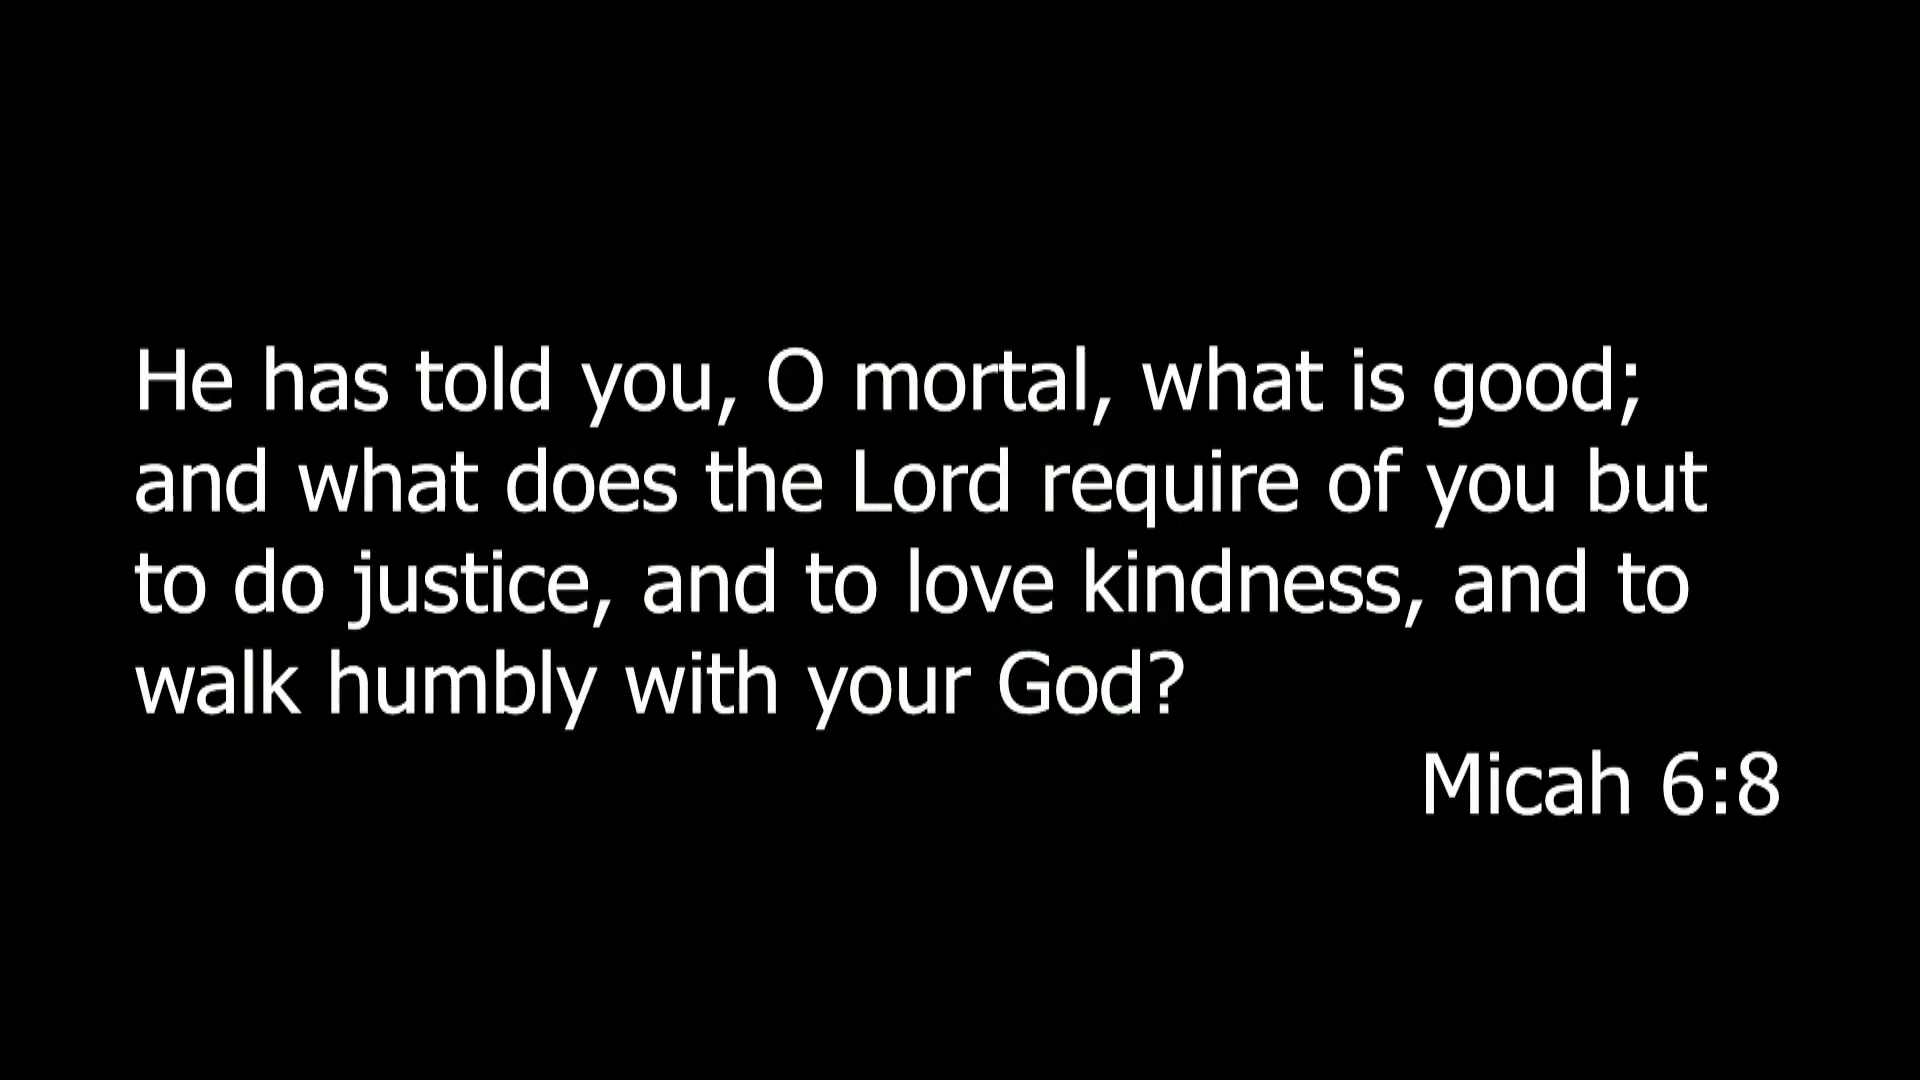 He has told you, O mortal, what is good;
and what does the Lord require of you but
to do justice, and to love kindness, and to
walk humbly with your God?
Micah 6:8